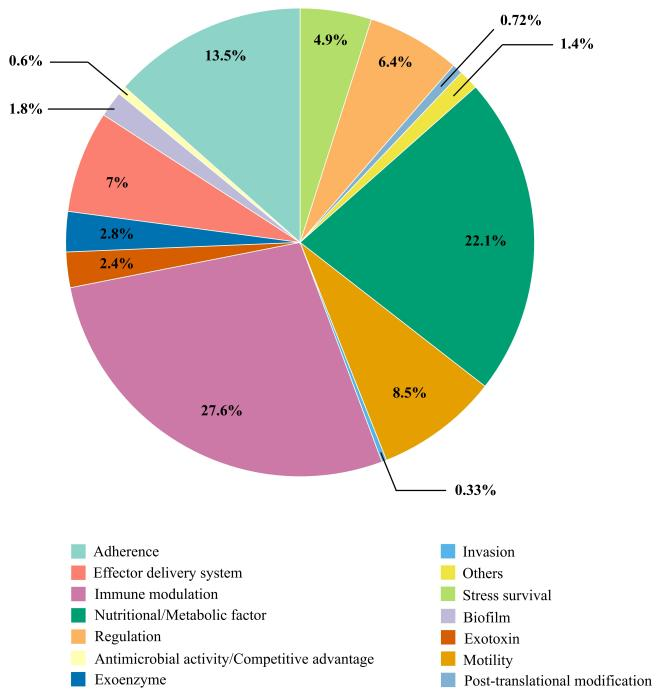 0.72%
1.4%
4.9%
13.5%
6.4%
0.6%
1.8%
7%
2.8%
22.1%
2.4%
8.5%
27.6%
0.33%
Adherence
Effector delivery system
Immune modulation
Nutritional/Metabolic factor
Regulation
Antimicrobial activity/Competitive advantage
Exoenzyme
Invasion
Others
Stress survival
Biofilm
Exotoxin
Motility
Post-translational modification